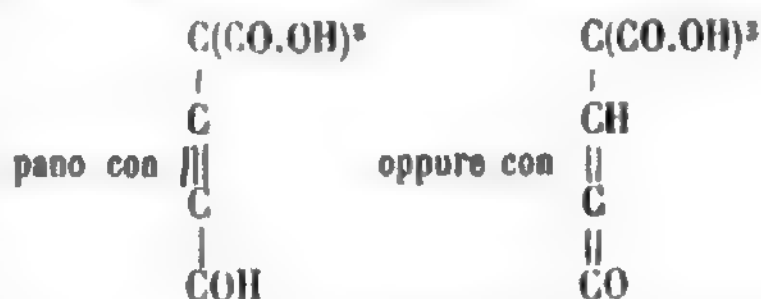 C(CO.OH)³ C(CO.OH)³
| |
C CH
pano con ||| oppure con ||
C C
| ||
COH CO